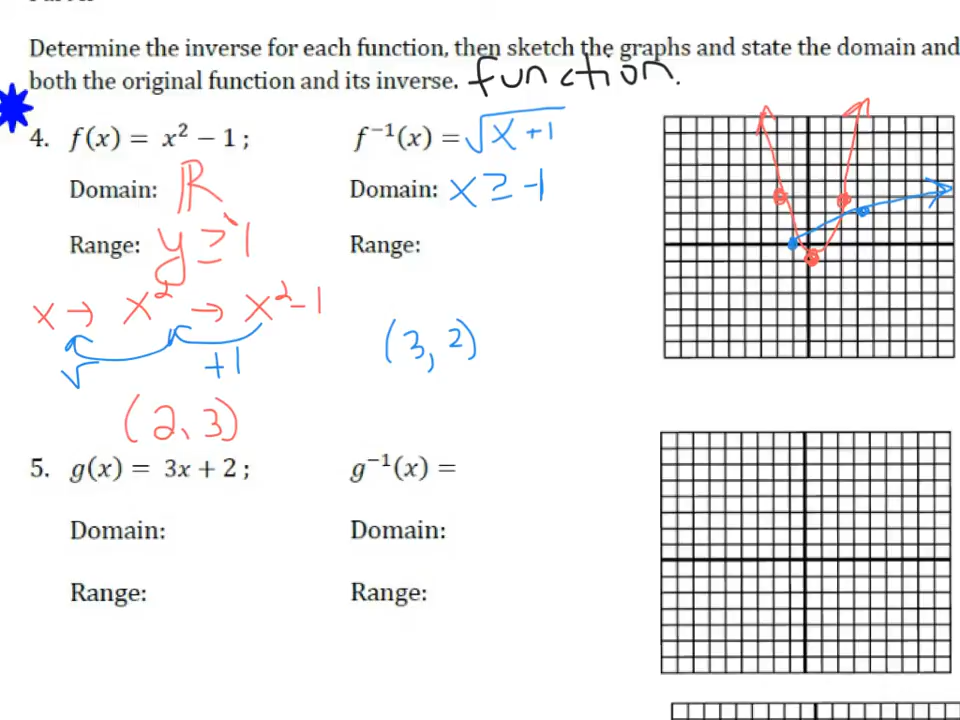 Determine the inverse for each function, then sketch the graphs and state the domain and
both the original function and its inverse. function.
4. f(x) = x² − 1 ; f⁻¹(x) = √(x+1)
Domain: ℝ Domain: x ≥ -1
Range: y ≥ -1 Range:
x → x² → x²-1
√ +1
(3, 2)
(2, 3)
5. g(x) = 3x + 2 ; g⁻¹(x) =
Domain: Domain:
Range: Range: